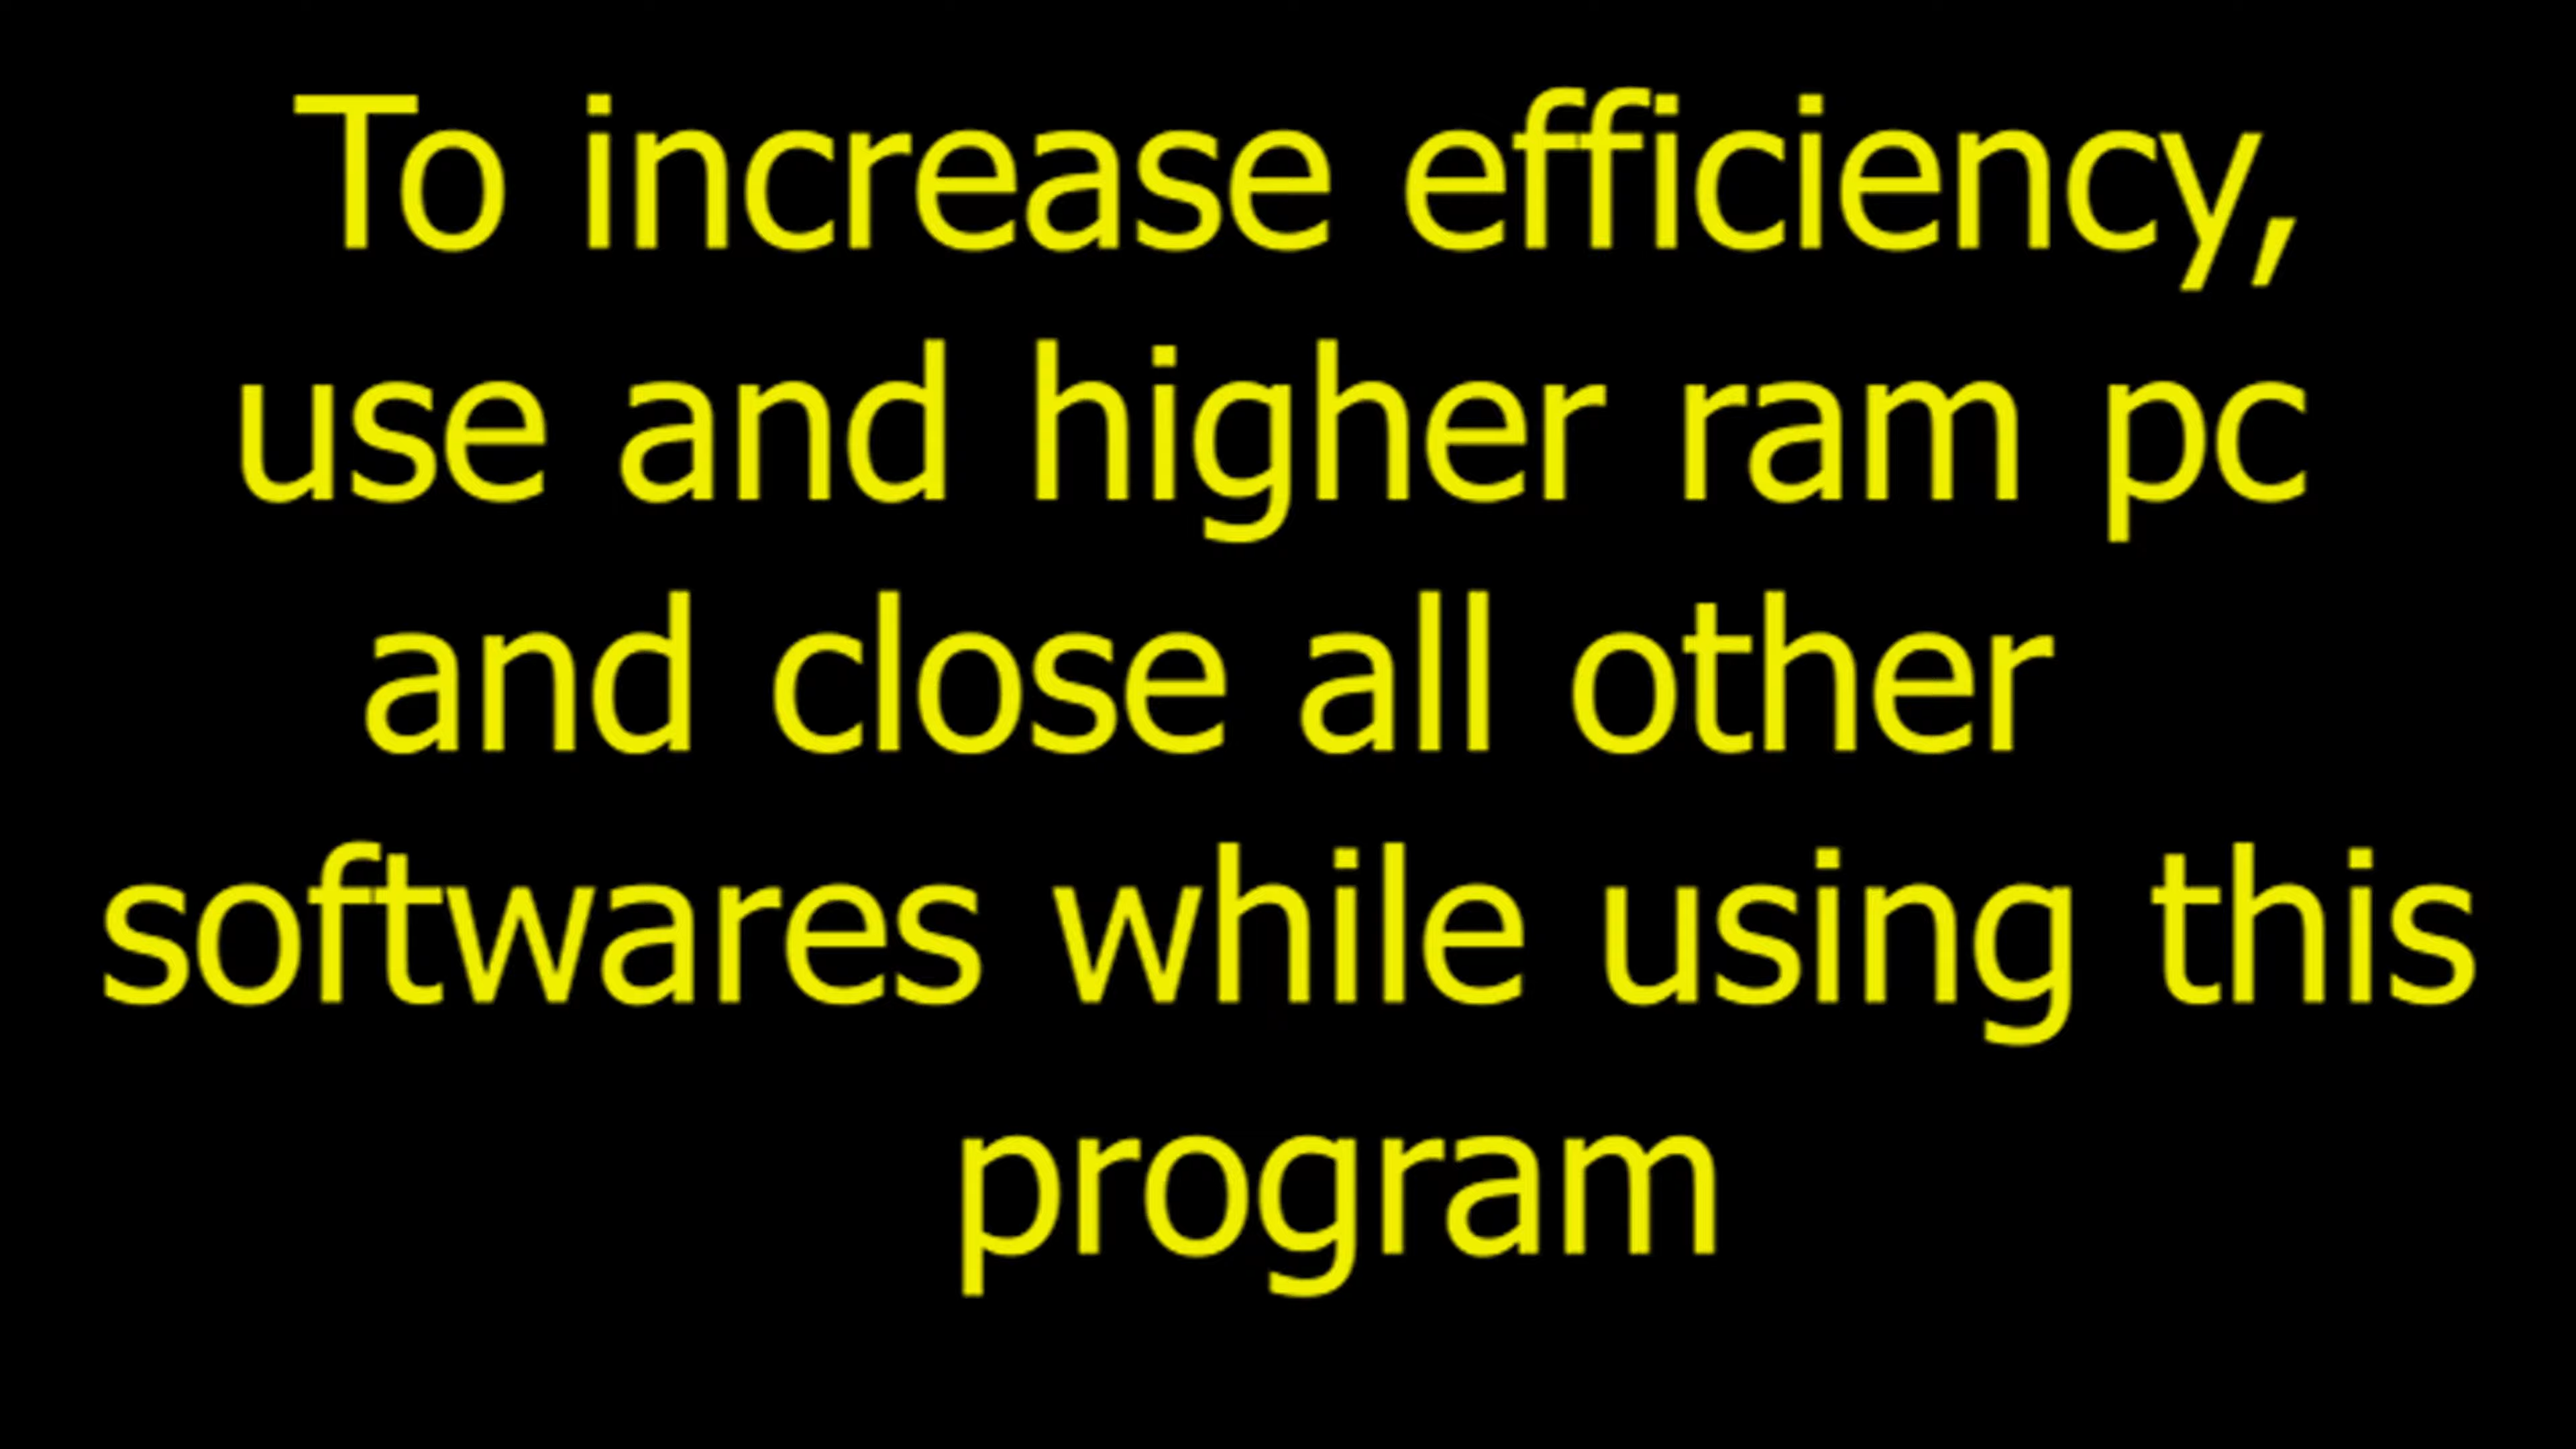 To increase efficiency,
use and higher ram pc
and close all other
softwares while using this
program